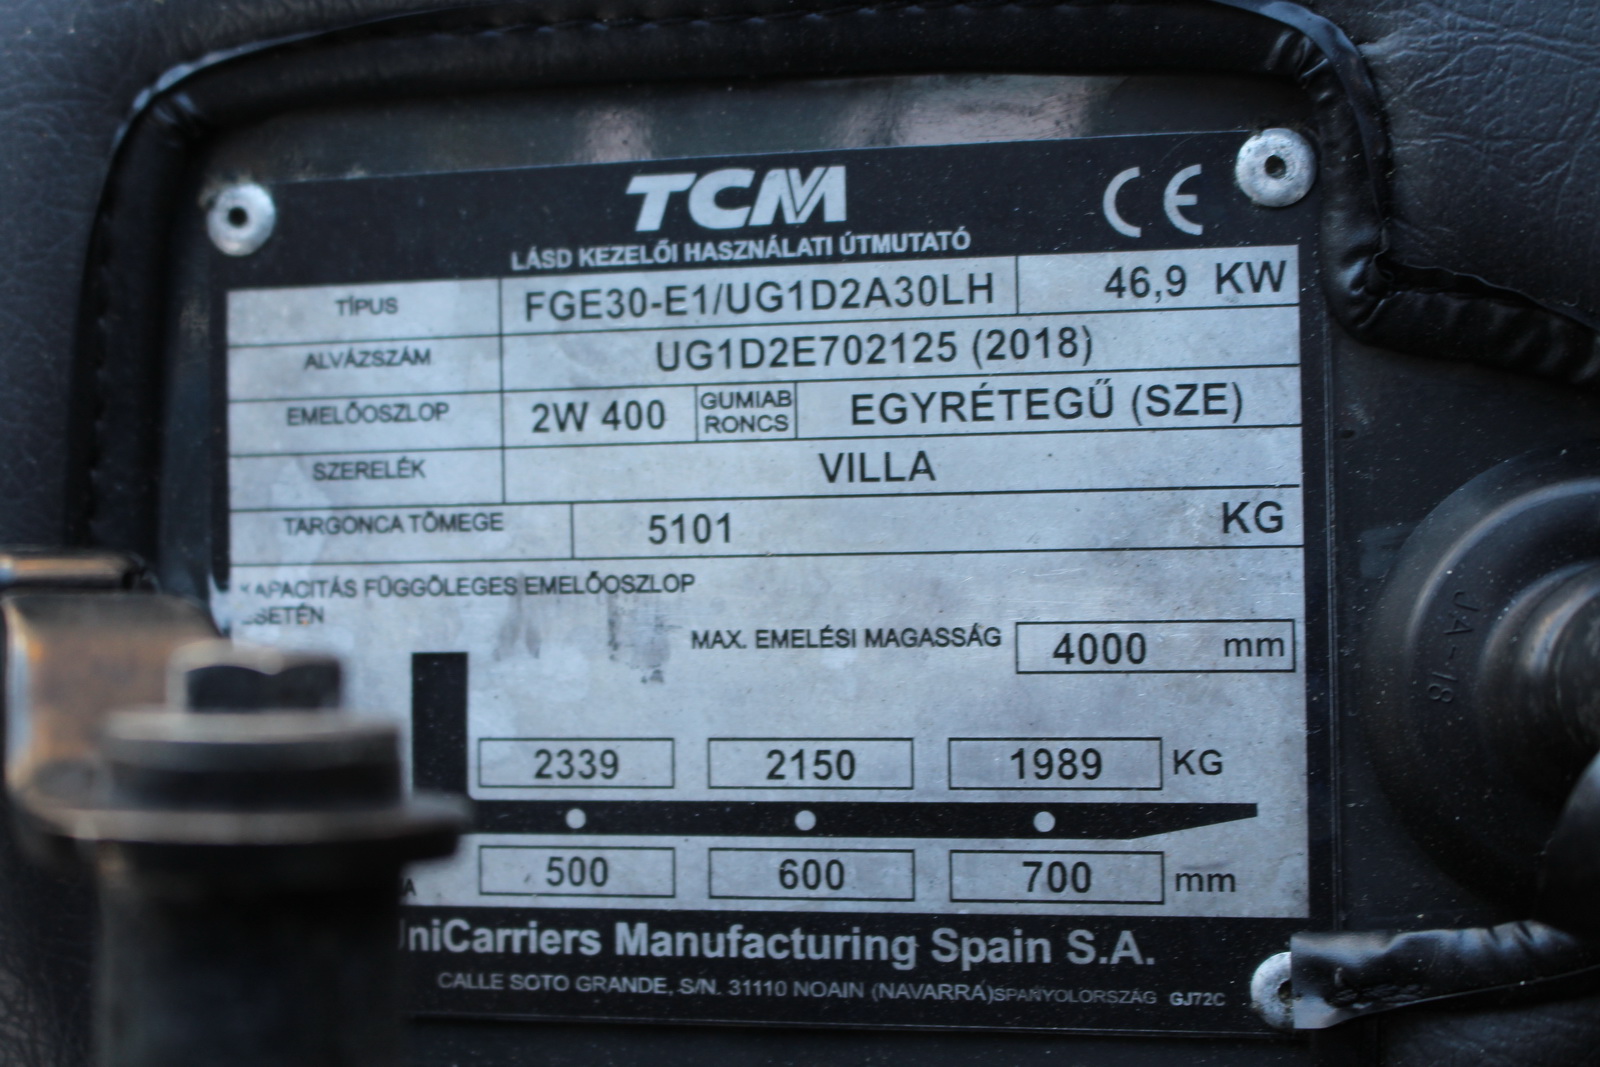 TCM CE
LÁSD KEZELŐI HASZNÁLATI ÚTMUTATÓ
TÍPUS FGE30-E1/UG1D2A30LH 46,9 KW
ALVÁZSZÁM UG1D2E702125 (2018)
EMELŐOSZLOP 2W 400 GUMIAB RONCS EGYRÉTEGŰ (SZE)
SZERELÉK VILLA
TARGONCA TÖMEGE 5101 KG
KAPACITÁS FÜGGŐLEGES EMELŐOSZLOP
ESETÉN
MAX. EMELÉSI MAGASSÁG 4000 mm
2339 2150 1989 KG
500 600 700 mm
UniCarriers Manufacturing Spain S.A.
CALLE SOTO GRANDE, S/N. 31110 NOAIN (NAVARRA)SPANYOLORSZÁG GJ72C
JA-18